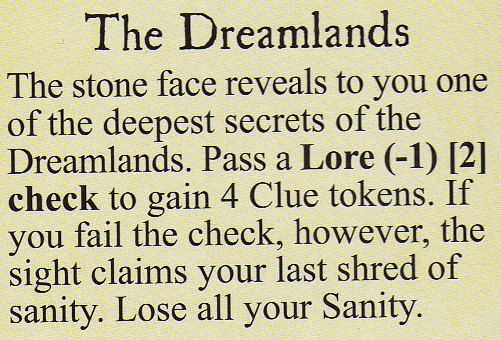 The Dreamlands
The stone face reveals to you one
of the deepest secrets of the
Dreamlands. Pass a Lore (-1) [2]
check to gain 4 Clue tokens. If
you fail the check, however, the
sight claims your last shred of
sanity. Lose all your Sanity.